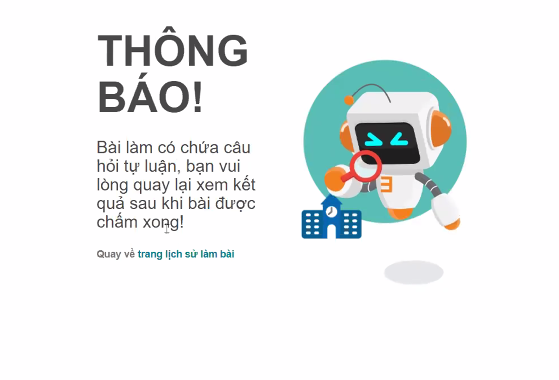 THÔNG
BÁO!
Bài làm có chứa câu
hỏi tự luận, bạn vui
lòng quay lại xem kết
quả sau khi bài được
chấm xong!
Quay về trang lịch sử làm bài